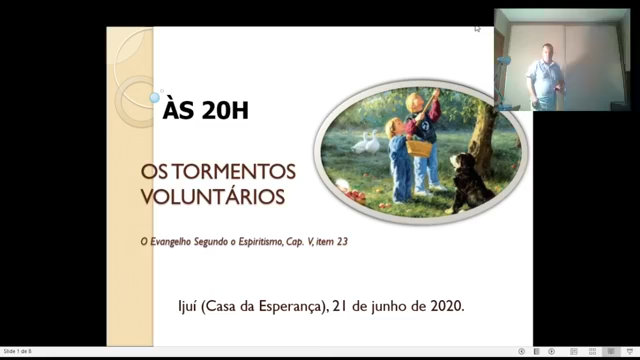 ÀS 20H
OS TORMENTOS
VOLUNTÁRIOS
O Evangelho Segundo o Espiritismo, Cap. V, item 23
Ijuí (Casa da Esperança), 21 de junho de 2020.
Slide 1 de 8